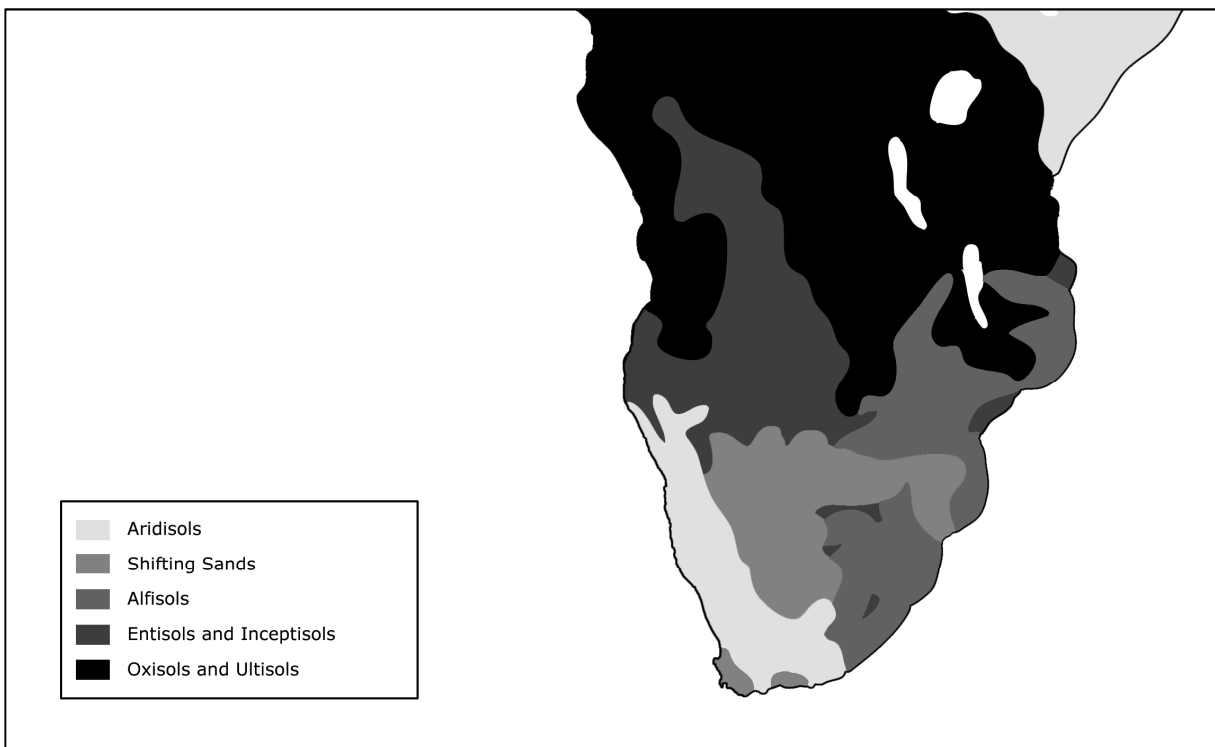 Aridisols
Shifting Sands
Alfisols
Entisols and Inceptisols
Oxisols and Ultisols